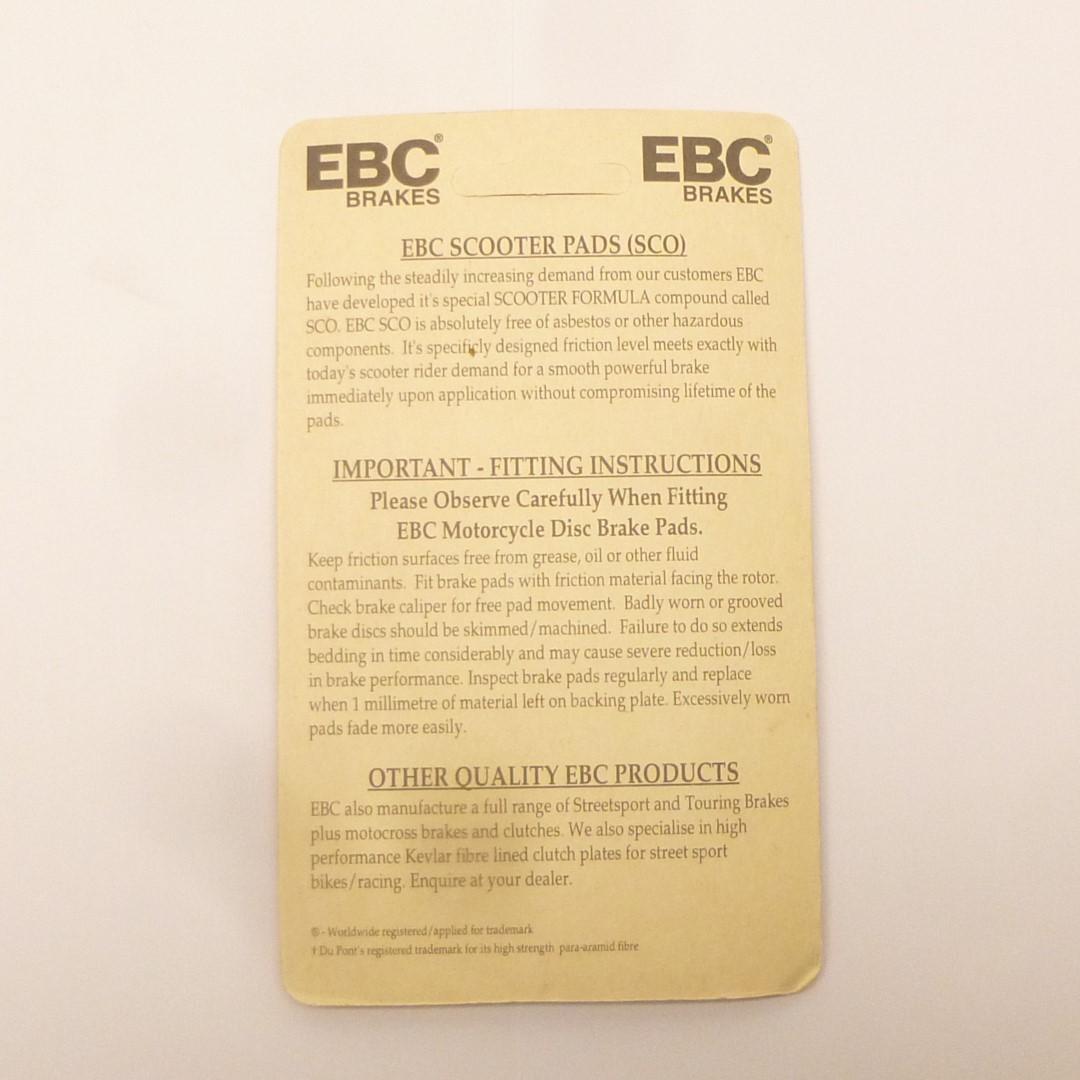 EBC® EBC®
BRAKES BRAKES
EBC SCOOTER PADS (SCO)
Following the steadily increasing demand from our customers EBC
have developed it's special SCOOTER FORMULA compound called
SCO. EBC SCO is absolutely free of asbestos or other hazardous
components. It's specificly designed friction level meets exactly with
today's scooter rider demand for a smooth powerful brake
immediately upon application without compromising lifetime of the
pads.
IMPORTANT - FITTING INSTRUCTIONS
Please Observe Carefully When Fitting
EBC Motorcycle Disc Brake Pads.
Keep friction surfaces free from grease, oil or other fluid
contaminants. Fit brake pads with friction material facing the rotor.
Check brake caliper for free pad movement. Badly worn or grooved
brake discs should be skimmed/machined. Failure to do so extends
bedding in time considerably and may cause severe reduction/loss
in brake performance. Inspect brake pads regularly and replace
when 1 millimetre of material left on backing plate. Excessively worn
pads fade more easily.
OTHER QUALITY EBC PRODUCTS
EBC also manufacture a full range of Streetsport and Touring Brakes
plus motocross brakes and clutches. We also specialise in high
performance Kevlar fibre lined clutch plates for street sport
bikes/racing. Enquire at your dealer.
® - Worldwide registered/applied for trademark
† Du Pont's registered trademark for its high strength para-aramid fibre